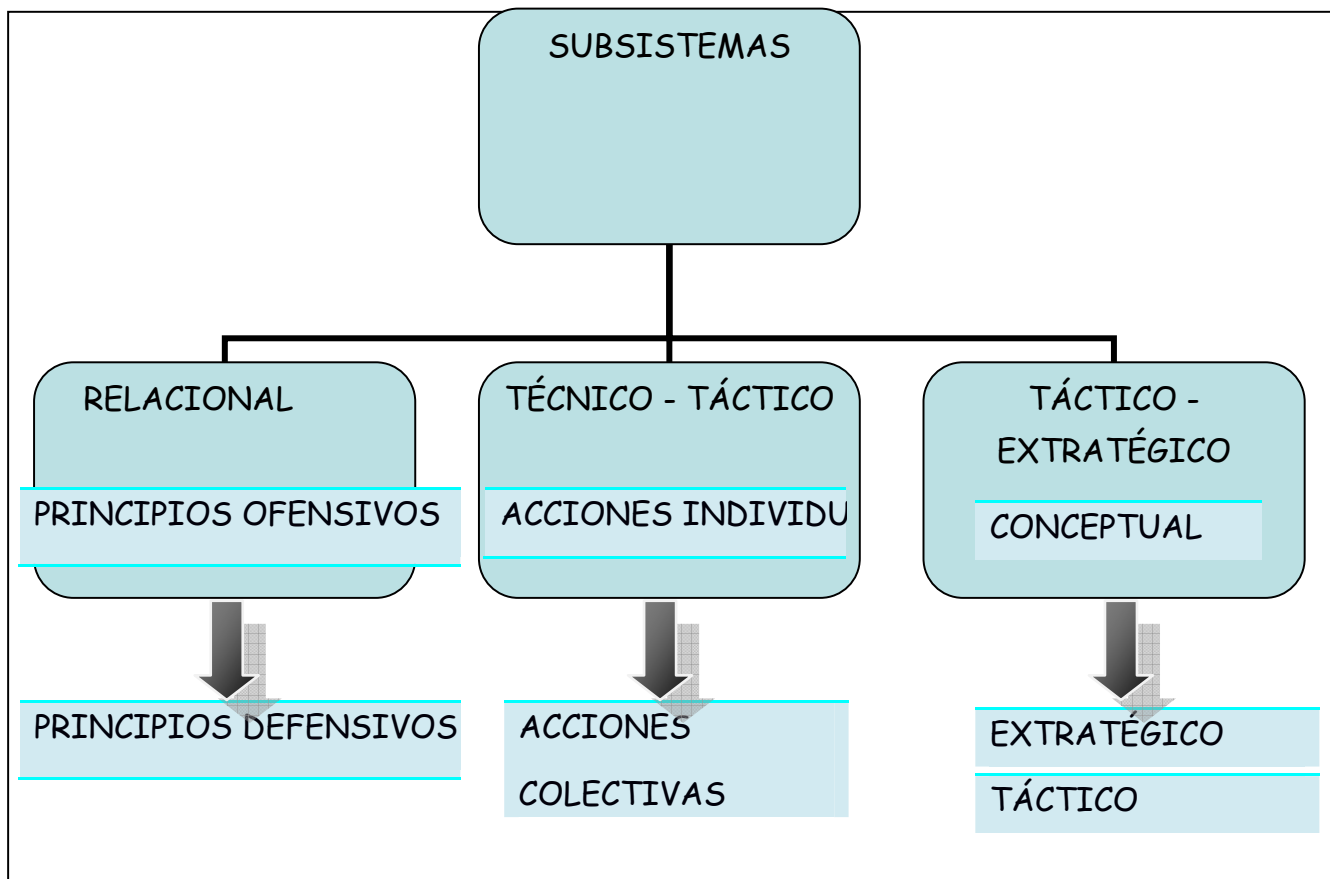 SUBSISTEMAS
RELACIONAL
PRINCIPIOS OFENSIVOS
PRINCIPIOS DEFENSIVOS
TÉCNICO - TÁCTICO
ACCIONES INDIVIDU
ACCIONES
COLECTIVAS
TÁCTICO -
EXTRATÉGICO
CONCEPTUAL
EXTRATÉGICO
TÁCTICO